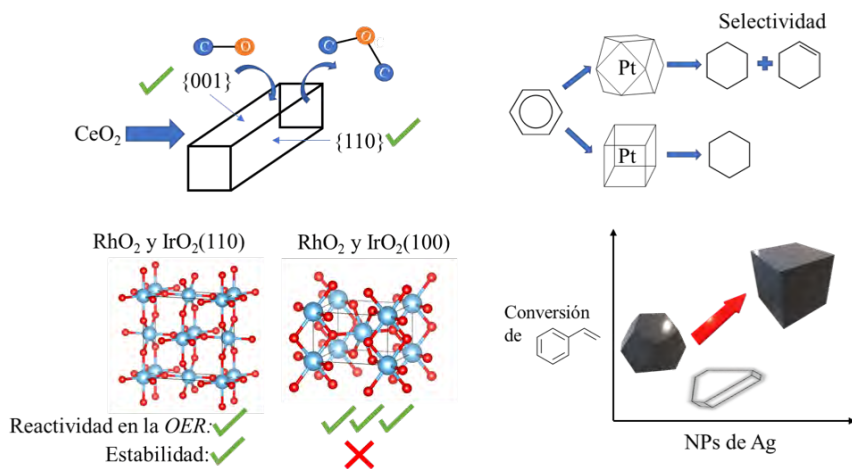 C O
C O
C
{001}
CeO₂
{110}
Selectividad
Pt
Pt
RhO₂ y IrO₂(110)
RhO₂ y IrO₂(100)
Reactividad en la OER:
Estabilidad:
Conversión
de
NPs de Ag